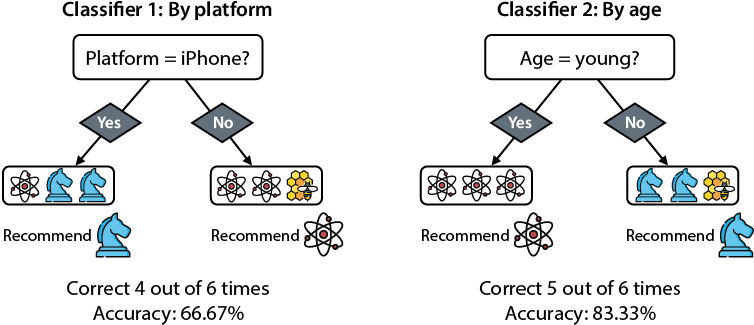 Classifier 1: By platform
Platform = iPhone?
Yes
No
Recommend
Recommend
Correct 4 out of 6 times
Accuracy: 66.67%
Classifier 2: By age
Age = young?
Yes
No
Recommend
Recommend
Correct 5 out of 6 times
Accuracy: 83.33%